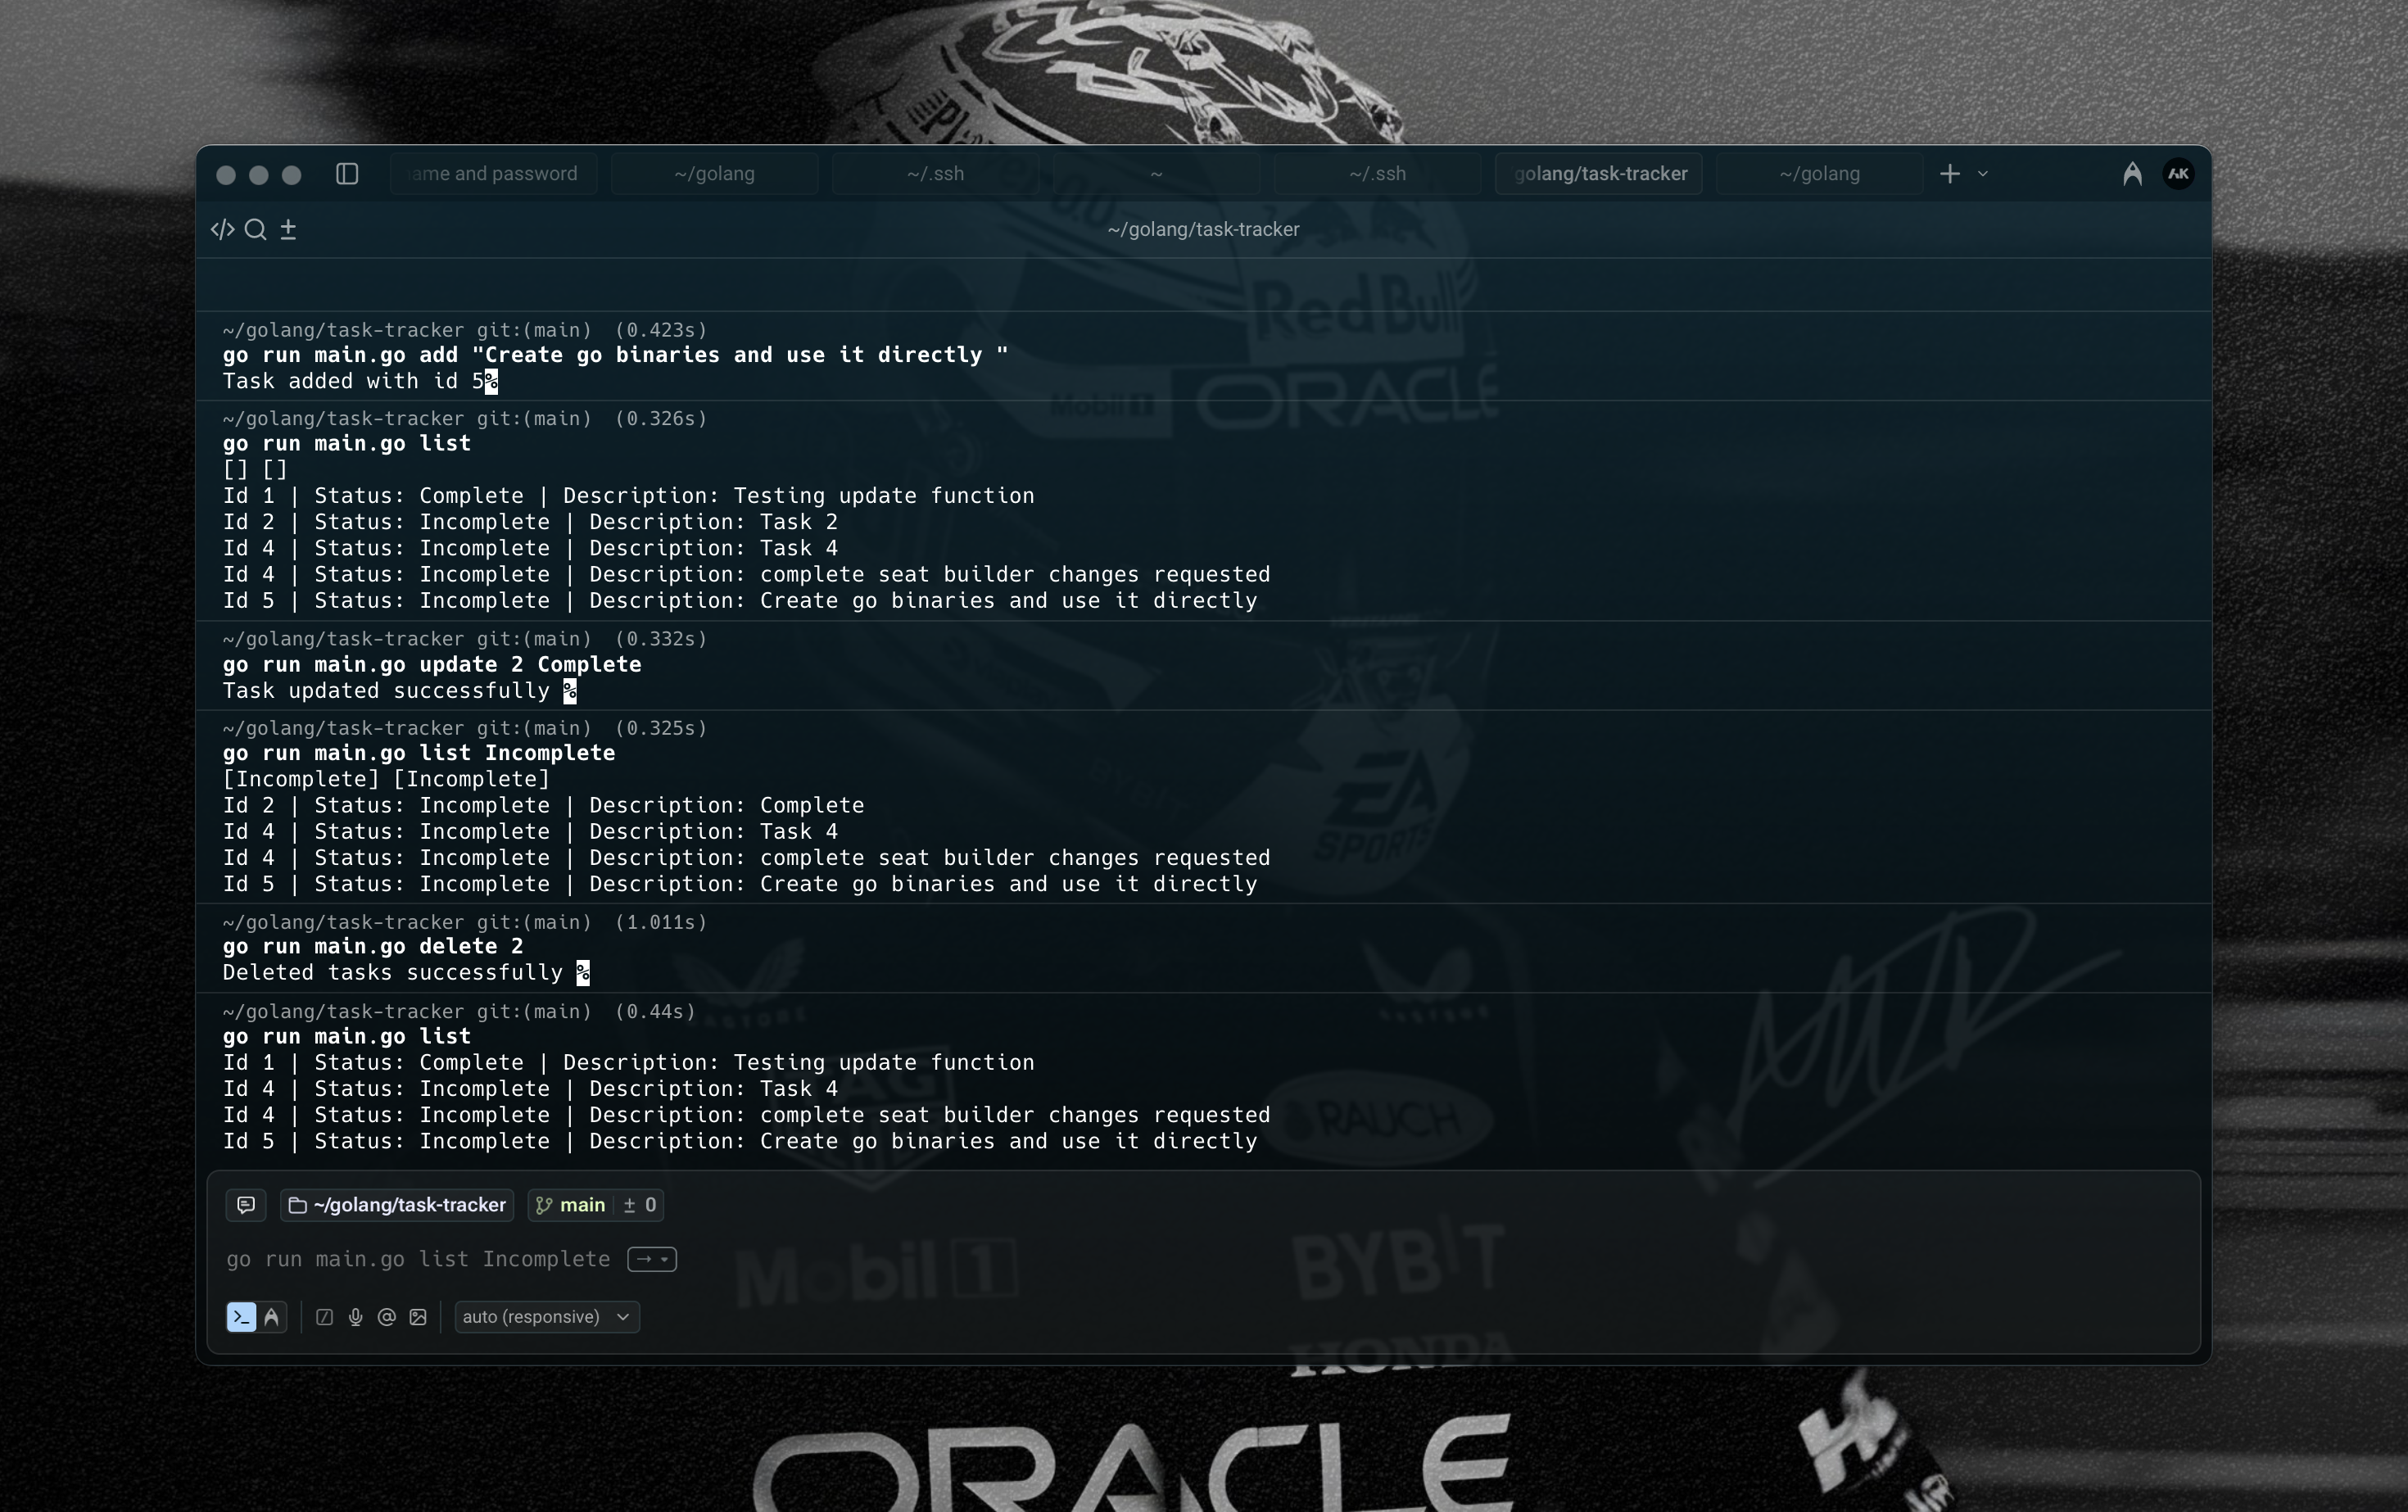 Player 0.0
ame and password
~/golang
~/.ssh
~
~/.ssh
golang/task-tracker
~/golang
AK
~/golang/task-tracker
Red Bull
Mobil 1
ORACLE
~/golang/task-tracker git:(main) (0.423s)
go run main.go add "Create go binaries and use it directly "
Task added with id 5%
~/golang/task-tracker git:(main) (0.326s)
go run main.go list
[] []
Id 1 | Status: Complete | Description: Testing update function
Id 2 | Status: Incomplete | Description: Task 2
Id 4 | Status: Incomplete | Description: Task 4
Id 4 | Status: Incomplete | Description: complete seat builder changes requested
Id 5 | Status: Incomplete | Description: Create go binaries and use it directly
~/golang/task-tracker git:(main) (0.332s)
go run main.go update 2 Complete
Task updated successfully %
~/golang/task-tracker git:(main) (0.325s)
go run main.go list Incomplete
[Incomplete] [Incomplete]
Id 2 | Status: Incomplete | Description: Complete
Id 4 | Status: Incomplete | Description: Task 4
Id 4 | Status: Incomplete | Description: complete seat builder changes requested
Id 5 | Status: Incomplete | Description: Create go binaries and use it directly
BYBIT
EA
SPORTS
~/golang/task-tracker git:(main) (1.011s)
go run main.go delete 2
Deleted tasks successfully %
~/golang/task-tracker git:(main) (0.44s)
go run main.go list
Id 1 | Status: Complete | Description: Testing update function
Id 4 | Status: Incomplete | Description: Task 4
Id 4 | Status: Incomplete | Description: complete seat builder changes requested
Id 5 | Status: Incomplete | Description: Create go binaries and use it directly
TAG
RAUCH
~/golang/task-tracker
main
± 0
go run main.go list Incomplete
auto (responsive)
Mobil 1
BYBIT
HONDA
ORACLE